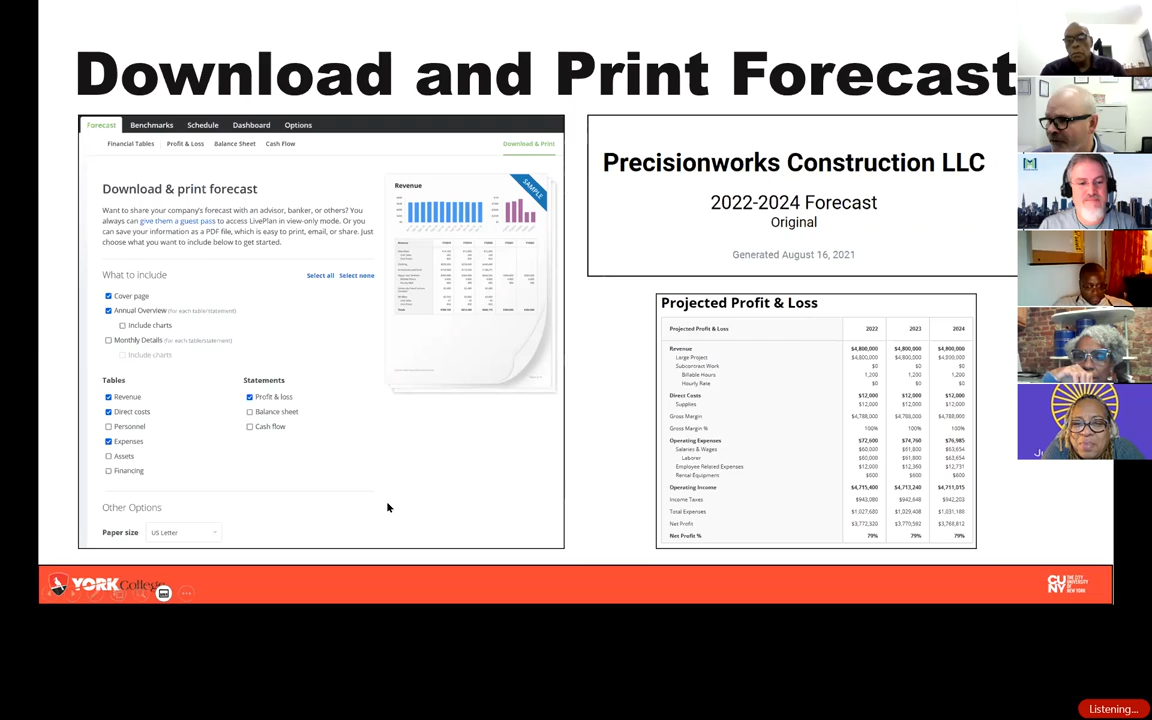 Download and Print Forecast
Forecast Benchmarks Schedule Dashboard Options
Financial Tables Profit & Loss Balance Sheet Cash Flow Download & Print
Download & print forecast
Want to share your company's forecast with an advisor, banker, or others? You
always can give them a guest pass to access LivePlan in view-only mode. Or you
can save your information as a PDF file, which is easy to print, email, or share. Just
choose what you want to include below to get started.
What to include Select all Select none
Cover page
Annual Overview (for each table/statement)
Include charts
Monthly Details (for each table/statement)
Include charts
Tables Statements
Revenue Profit & loss
Direct costs Balance sheet
Personnel Cash flow
Expenses
Assets
Financing
Other Options
Paper size US Letter
Revenue
SAMPLE
Precisionworks Construction LLC
2022-2024 Forecast
Original
Generated August 16, 2021
Projected Profit & Loss
Projected Profit & Loss 2022 2023 2024
Revenue $4,800,000 $4,800,000 $4,800,000
Large Project $4,800,000 $4,800,000 $4,800,000
Subcontract Work $0 $0 $0
Billable Hours 1,200 1,200 1,200
Hourly Rate $0 $0 $0
Direct Costs $12,000 $12,000 $12,000
Supplies $12,000 $12,000 $12,000
Gross Margin $4,788,000 $4,788,000 $4,788,000
Gross Margin % 100% 100% 100%
Operating Expenses $72,600 $74,760 $76,985
Salaries & Wages $60,000 $61,800 $63,654
Laborer $60,000 $61,800 $63,654
Employee Related Expenses $12,000 $12,360 $12,731
Rental Equipment $600 $600 $600
Operating Income $4,715,400 $4,713,240 $4,711,015
Income Taxes $943,080 $942,648 $942,203
Total Expenses $1,027,680 $1,029,408 $1,031,188
Net Profit $3,772,320 $3,770,592 $3,768,812
Net Profit % 79% 79% 79%
YORK College
CUNY THE CITY UNIVERSITY OF NEW YORK
Listening...